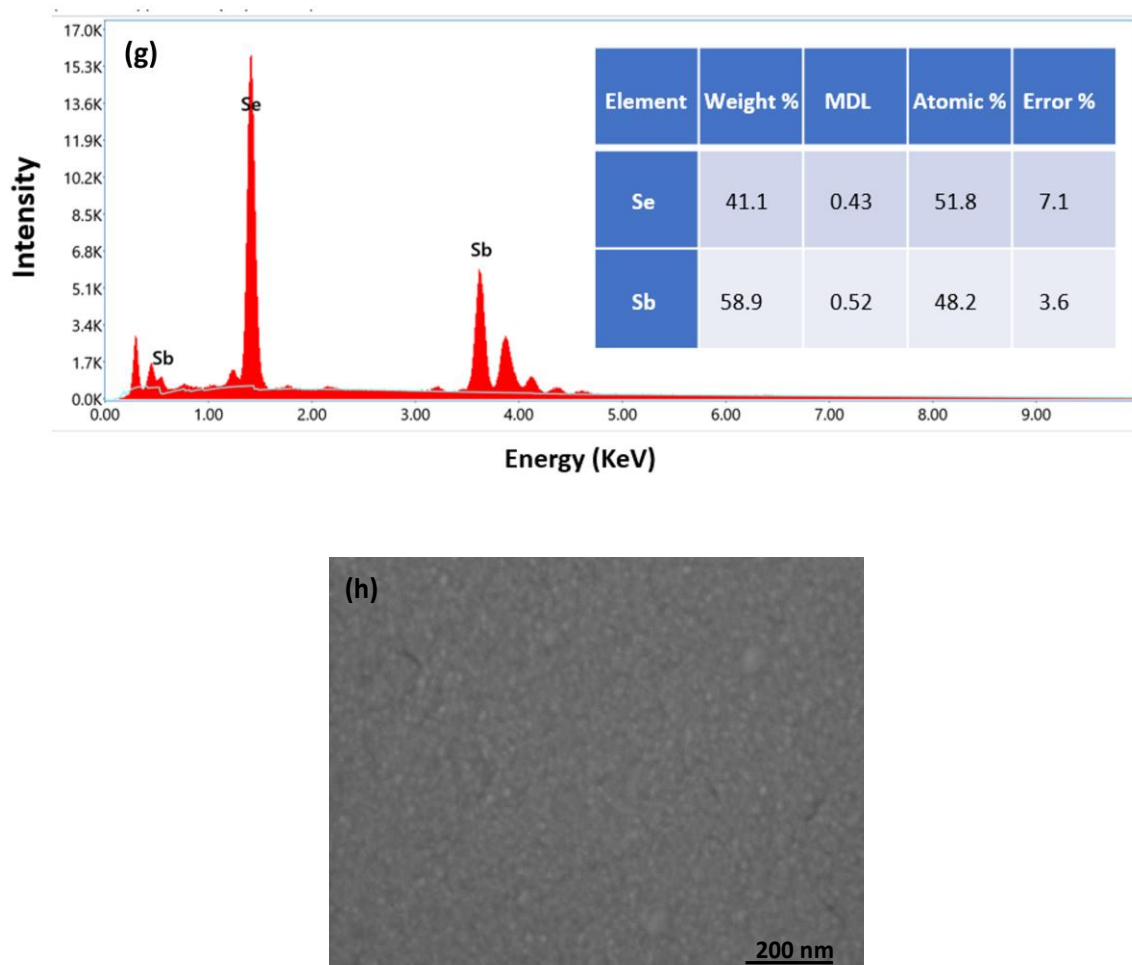 (g)
17.0K
15.3K
13.6K
11.9K
10.2K
8.5K
6.8K
5.1K
3.4K
1.7K
0.0K
Intensity
Se
Sb
Sb
Element Weight % MDL Atomic % Error %
Se 41.1 0.43 51.8 7.1
Sb 58.9 0.52 48.2 3.6
0.00 1.00 2.00 3.00 4.00 5.00 6.00 7.00 8.00 9.00
Energy (KeV)
(h)
200 nm